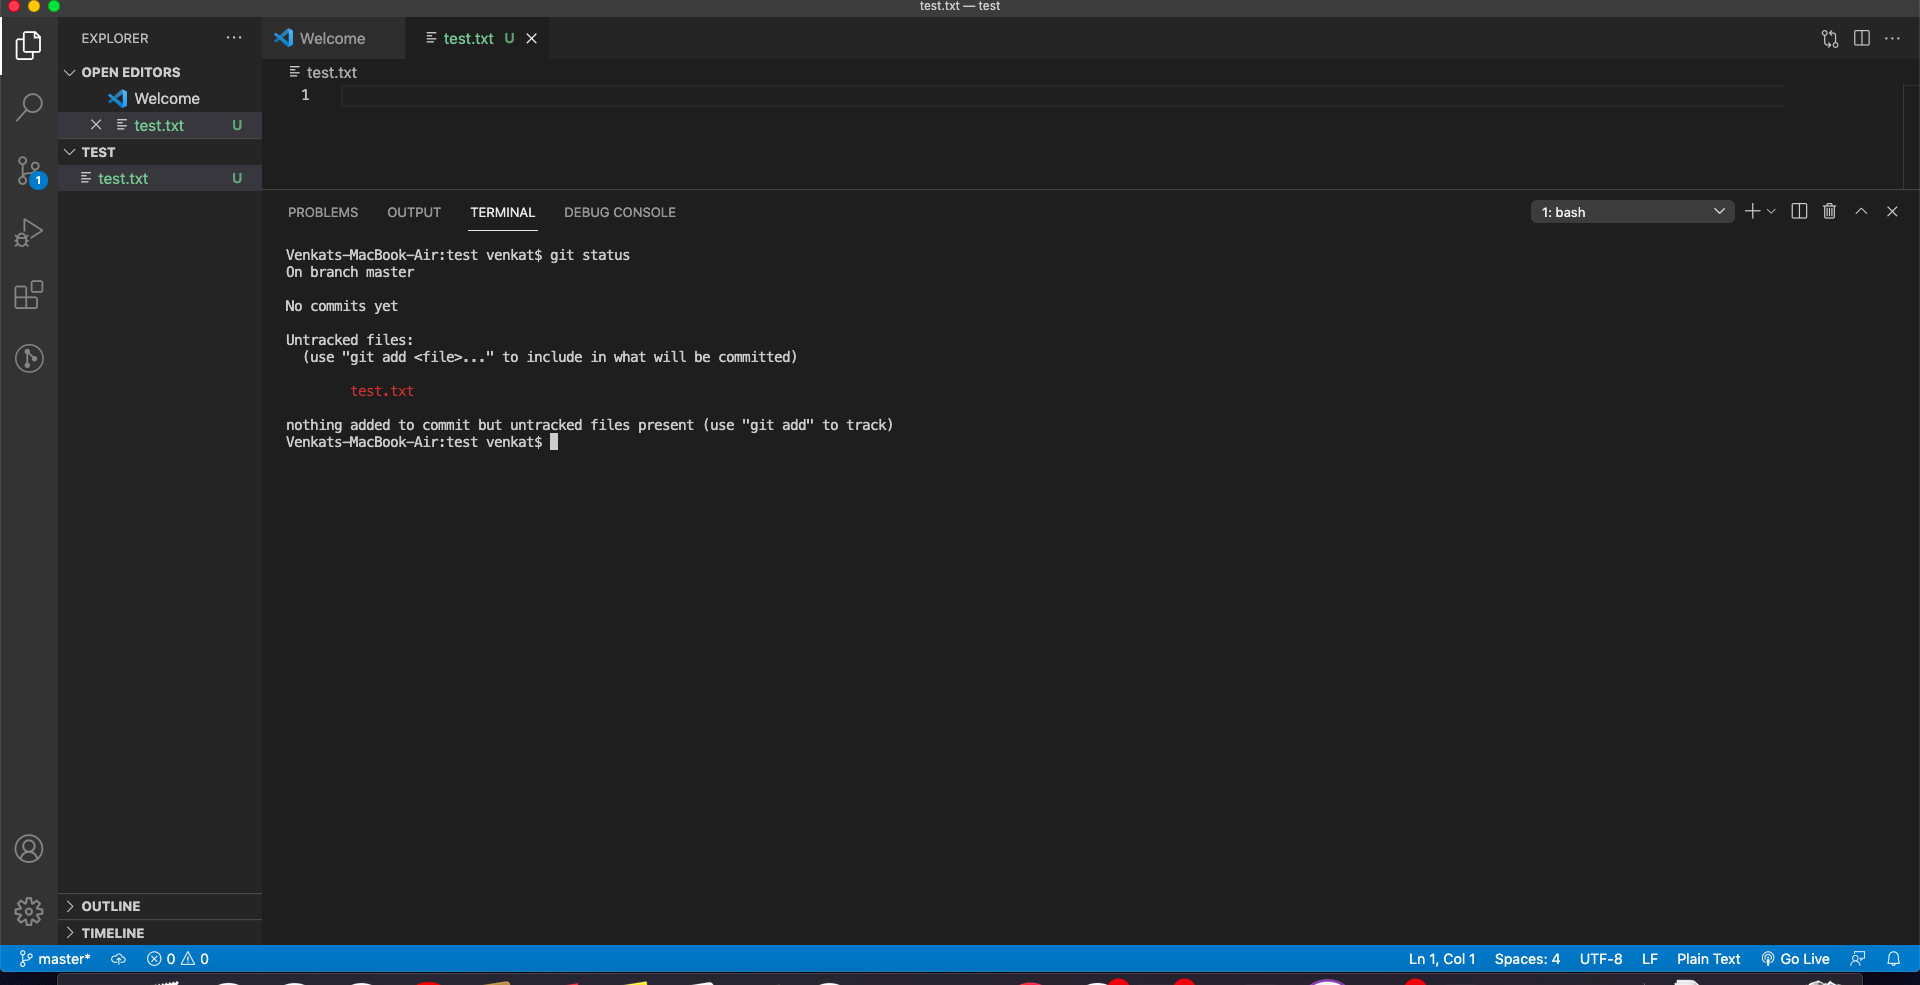 test.txt — test
EXPLORER
Welcome
test.txt U
OPEN EDITORS
Welcome
test.txt U
TEST
test.txt U
test.txt
1
1
PROBLEMS OUTPUT TERMINAL DEBUG CONSOLE
1: bash
Venkats-MacBook-Air:test venkat$ git status
On branch master
No commits yet
Untracked files:
(use "git add <file>..." to include in what will be committed)
test.txt
nothing added to commit but untracked files present (use "git add" to track)
Venkats-MacBook-Air:test venkat$
OUTLINE
TIMELINE
master* 0 0 Ln 1, Col 1 Spaces: 4 UTF-8 LF Plain Text Go Live